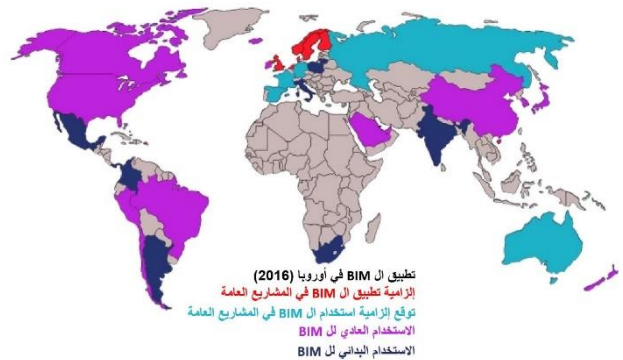 تطبيق ال BIM في أوروبا (2016)
إلزامية تطبيق ال BIM في المشاريع العامة
توقع إلزامية استخدام ال BIM في المشاريع العامة
الاستخدام العادي لل BIM
الاستخدام البدائي لل BIM